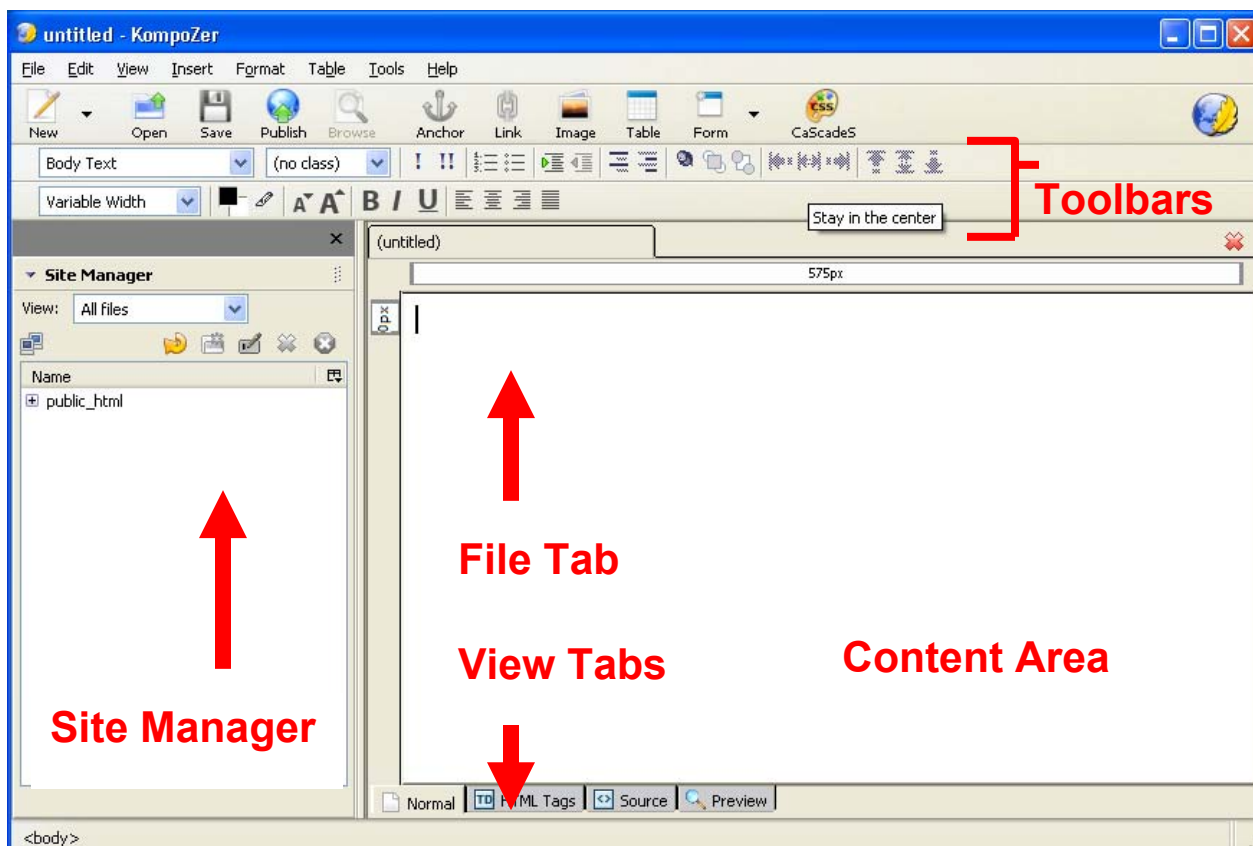 untitled - KompoZer
File Edit View Insert Format Table Tools Help
New Open Save Publish Browse Anchor Link Image Table Form CaScadeS
Body Text (no class) ! !!
Toolbars
Variable Width A A B I U
Stay in the center
(untitled)
Site Manager
575px
View: All files
0px
Name
public_html
File Tab
View Tabs
Content Area
Site Manager
Normal TD HTML Tags Source Preview
<body>